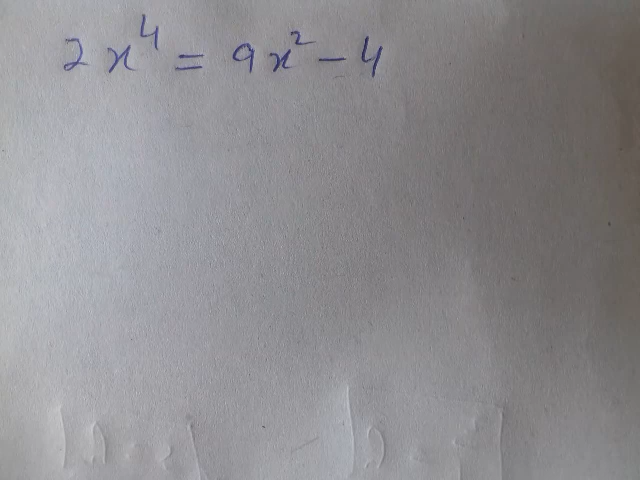 2x⁴ = 9x² - 4